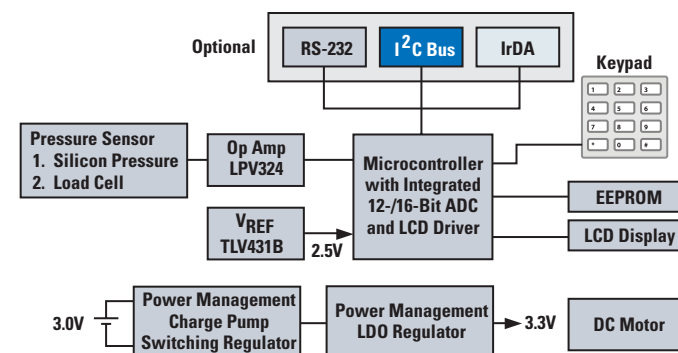 Optional
RS-232
I2C Bus
IrDA
Keypad
1 2 3
4 5 6
7 8 9
* 0 #
Pressure Sensor
1. Silicon Pressure
2. Load Cell
Op Amp
LPV324
Microcontroller
with Integrated
12-/16-Bit ADC
and LCD Driver
EEPROM
LCD Display
VREF
TLV431B
2.5V
3.0V
Power Management
Charge Pump
Switching Regulator
Power Management
LDO Regulator
3.3V
DC Motor